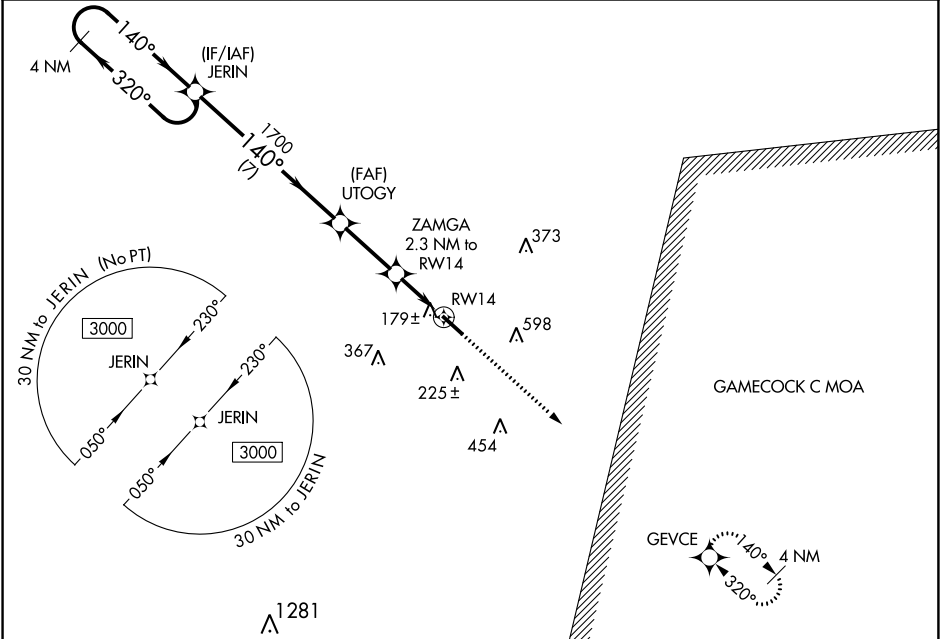 140°
4 NM
320°
(IF/IAF)
JERIN
1700
140°
(7)
(FAF)
UTOGY
ZAMGA
2.3 NM to
RW14
373
RW14
179±
598
367
225±
454
30 NM to JERIN (No PT)
3000
230°
JERIN
050°
230°
JERIN
3000
050°
30 NM to JERIN
GAMECOCK C MOA
GEVCE
140°
4 NM
320°
1281